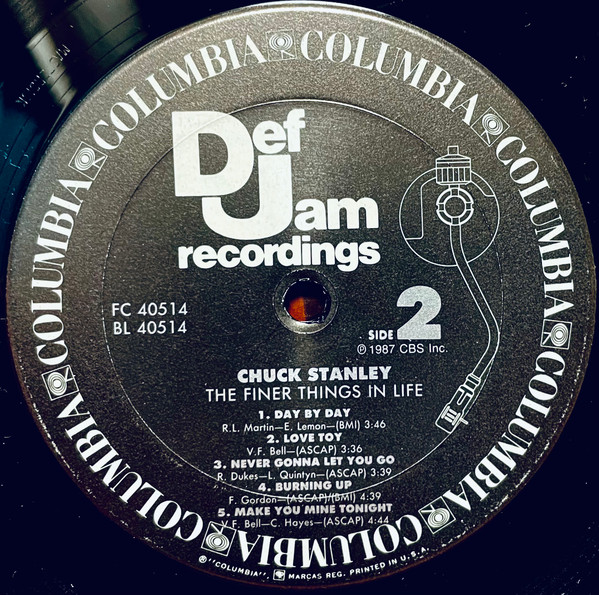 COLUMBIA COLUMBIA COLUMBIA COLUMBIA COLUMBIA COLUMBIA COLUMBIA COLUMBIA
Def
Jam
recordings
FC 40514
BL 40514
SIDE 2
℗ 1987 CBS Inc.
CHUCK STANLEY
THE FINER THINGS IN LIFE
1. DAY BY DAY
R.L. Martin—E. Lemon—(BMI) 3:46
2. LOVE TOY
V.F. Bell—(ASCAP) 3:36
3. NEVER GONNA LET YOU GO
R. Dukes—L. Quintyn—(ASCAP) 3:39
4. BURNING UP
F. Gordon—(ASCAP)/(BMI) 4:39
5. MAKE YOU MINE TONIGHT
V.F. Bell—C. Hayes—(ASCAP) 4:44
®"COLUMBIA", MARCAS REG. PRINTED IN U.S.A.